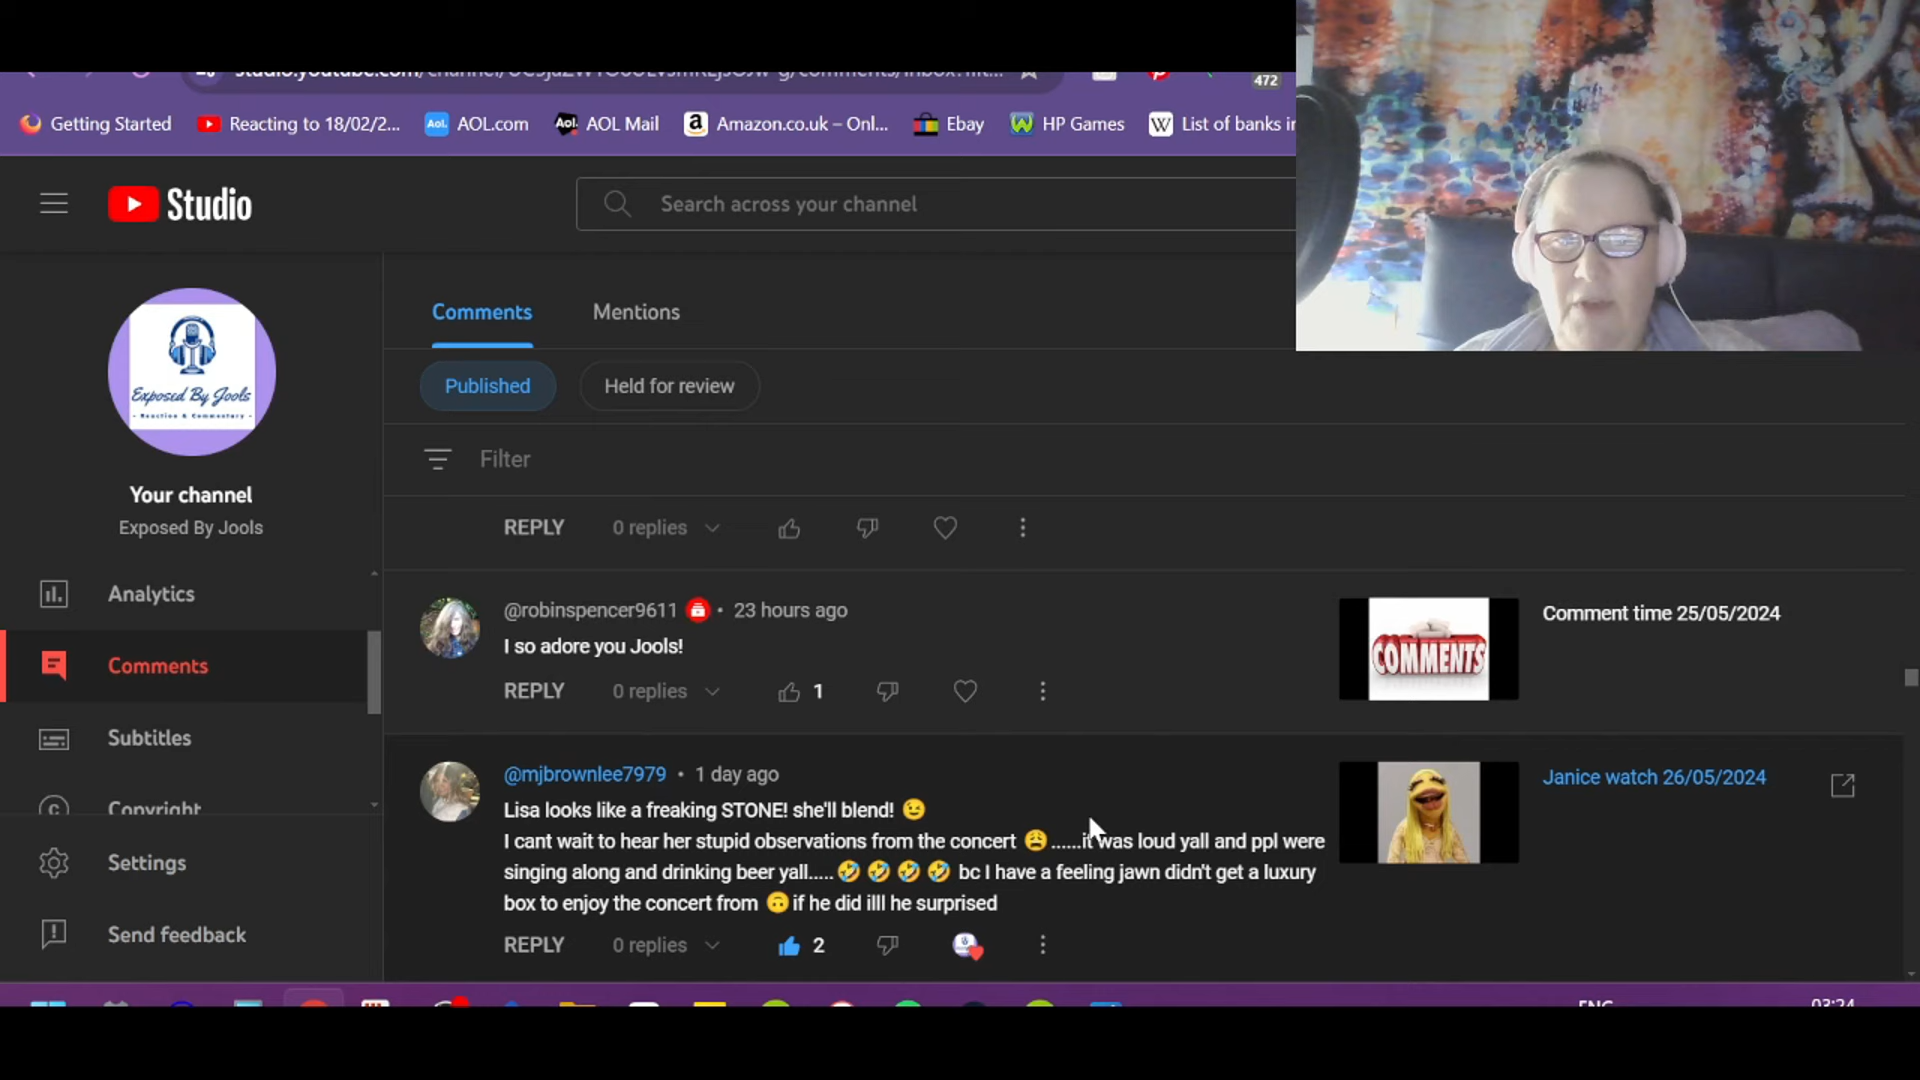 472
Getting Started
Reacting to 18/02/2...
Aol. AOL.com
Aol. AOL Mail
a Amazon.co.uk – Onl...
Ebay
HP Games
W List of banks in
Studio
Search across your channel
Exposed By Jools
- Reaction & Commentary -
Your channel
Exposed By Jools
Analytics
Comments
Subtitles
Copyright
Settings
Send feedback
Comments
Mentions
Published
Held for review
Filter
REPLY 0 replies
@robinspencer9611 • 23 hours ago
I so adore you Jools!
REPLY 0 replies 1
COMMENTS
Comment time 25/05/2024
@mjbrownlee7979 • 1 day ago
Lisa looks like a freaking STONE! she'll blend! 😉
I cant wait to hear her stupid observations from the concert 😩......it was loud yall and ppl were
singing along and drinking beer yall..... 🤣 🤣 🤣 🤣 bc I have a feeling jawn didn't get a luxury
box to enjoy the concert from 🙃 if he did illl he surprised
REPLY 0 replies 2
Janice watch 26/05/2024
ENG
03:24